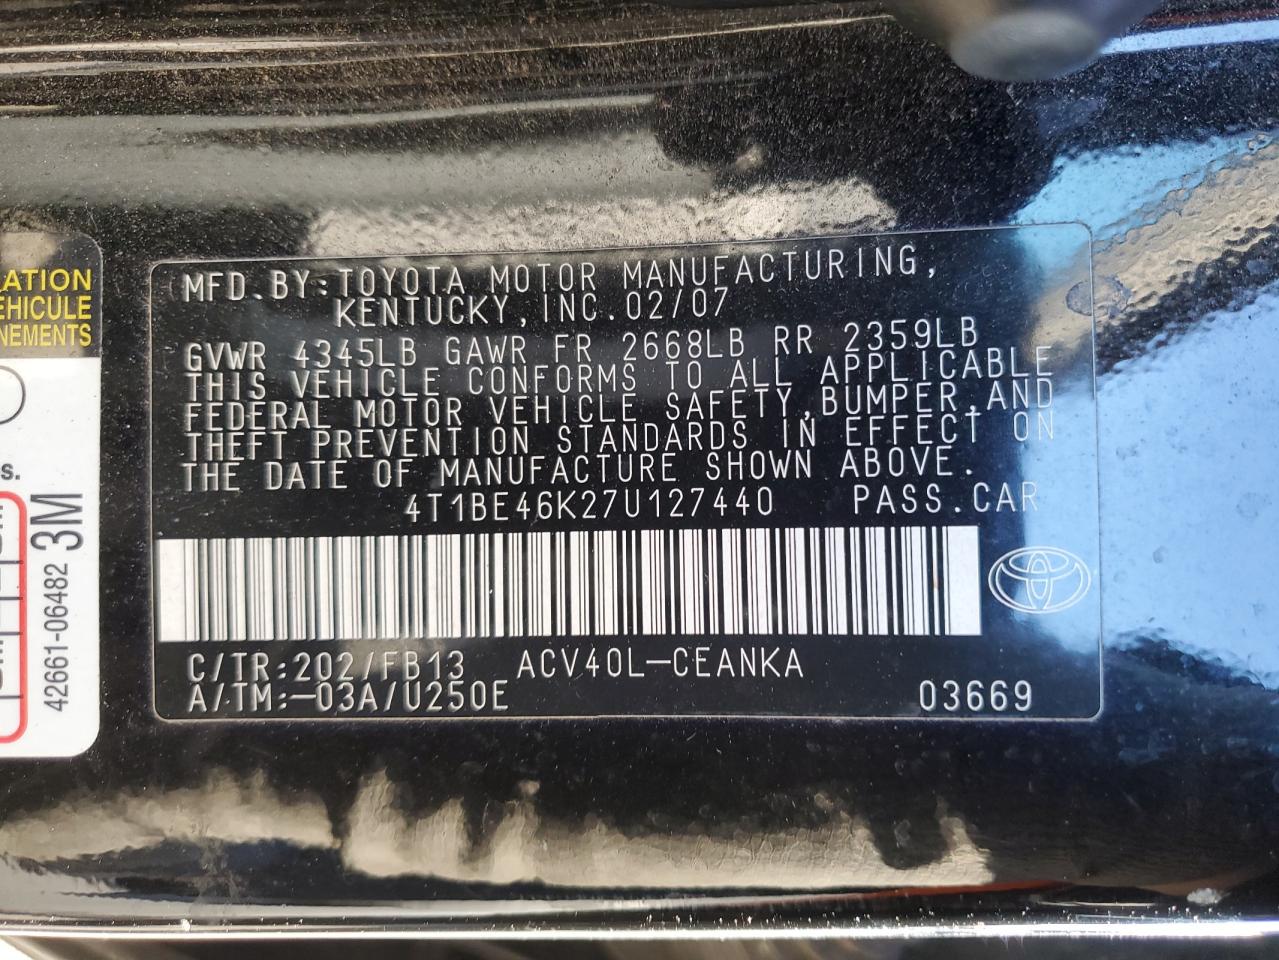 MFD. BY: TOYOTA MOTOR MANUFACTURING,
KENTUCKY, INC. 02/07
GVWR 4345LB GAWR FR 2668LB RR 2359LB
THIS VEHICLE CONFORMS TO ALL APPLICABLE
FEDERAL MOTOR VEHICLE SAFETY, BUMPER, AND
THEFT PREVENTION STANDARDS IN EFFECT ON
THE DATE OF MANUFACTURE SHOWN ABOVE.
4T1BE46K27U127440 PASS. CAR
C/TR: 202/FB13 ACV40L-CEANKA
A/TM: -03A/U250E 03669
ATION
EHICULE
NEMENTS
s.
42661-06482 3M